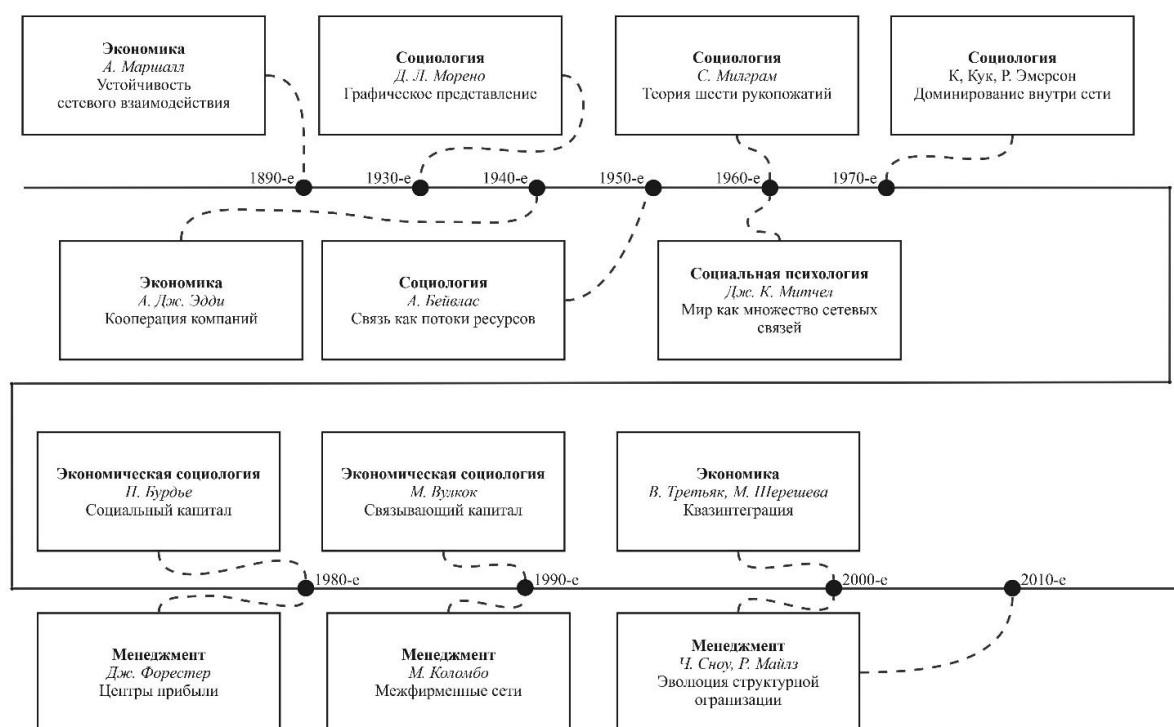 Экономика
А. Маршалл
Устойчивость
сетевого взаимодействия
Социология
Д. Л. Морено
Графическое представление
Социология
С. Милграм
Теория шести рукопожатий
Социология
К, Кук, Р. Эмерсон
Доминирование внутри сети
1890-е
1930-е
1940-е
1950-е
1960-е
1970-е
Экономика
А. Дж. Эдди
Кооперация компаний
Социология
А. Бейвлас
Связь как потоки ресурсов
Социальная психология
Дж. К. Митчел
Мир как множество сетевых
связей
Экономическая социология
П. Бурдье
Социальный капитал
Экономическая социология
М. Вулкок
Связывающий капитал
Экономика
В. Третьяк, М. Шерешева
Квазинтеграция
1980-е
1990-е
2000-е
2010-е
Менеджмент
Дж. Форестер
Центры прибыли
Менеджмент
М. Коломбо
Межфирменные сети
Менеджмент
Ч. Сноу, Р. Майлз
Эволюция структурной
огранизации